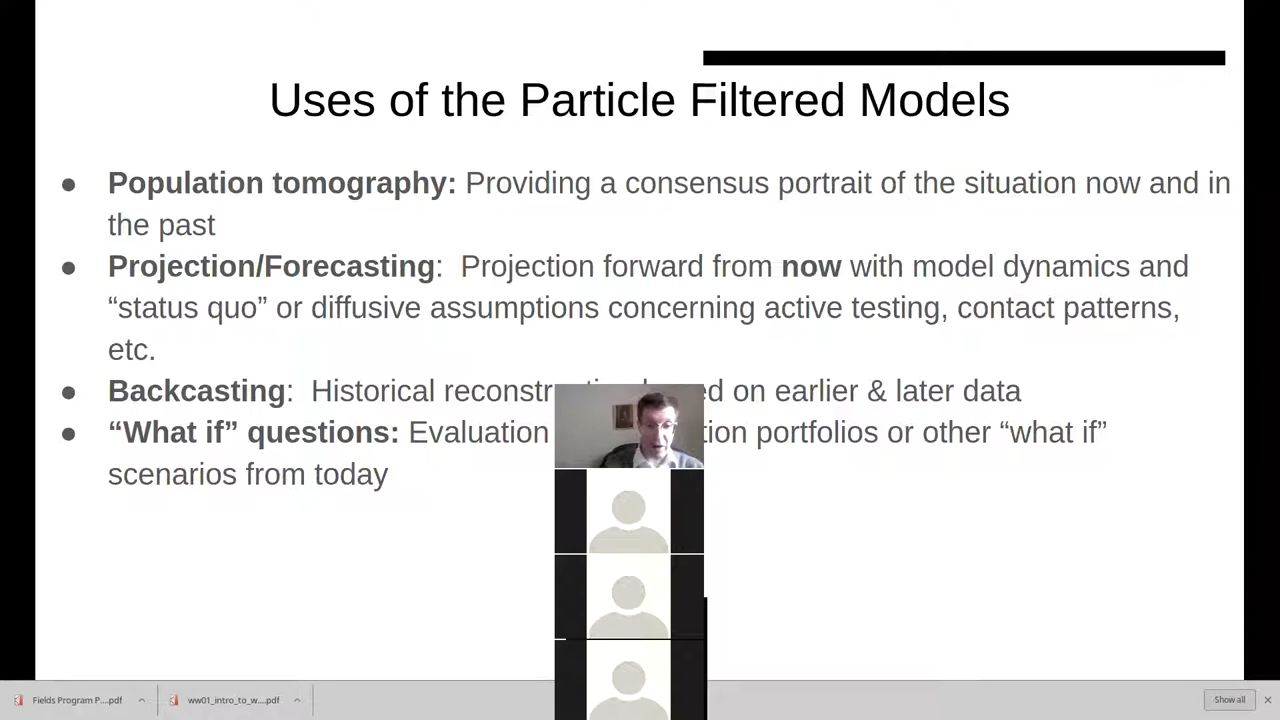 Uses of the Particle Filtered Models
● Population tomography: Providing a consensus portrait of the situation now and in
the past
● Projection/Forecasting:  Projection forward from now with model dynamics and
“status quo” or diffusive assumptions concerning active testing, contact patterns,
etc.
● Backcasting:  Historical on earlier & later data
● “What if” questions: Evaluation portfolios or other “what if”
scenarios from today
Fields Program P....pdf
ww01_intro_to_w....pdf
Show all